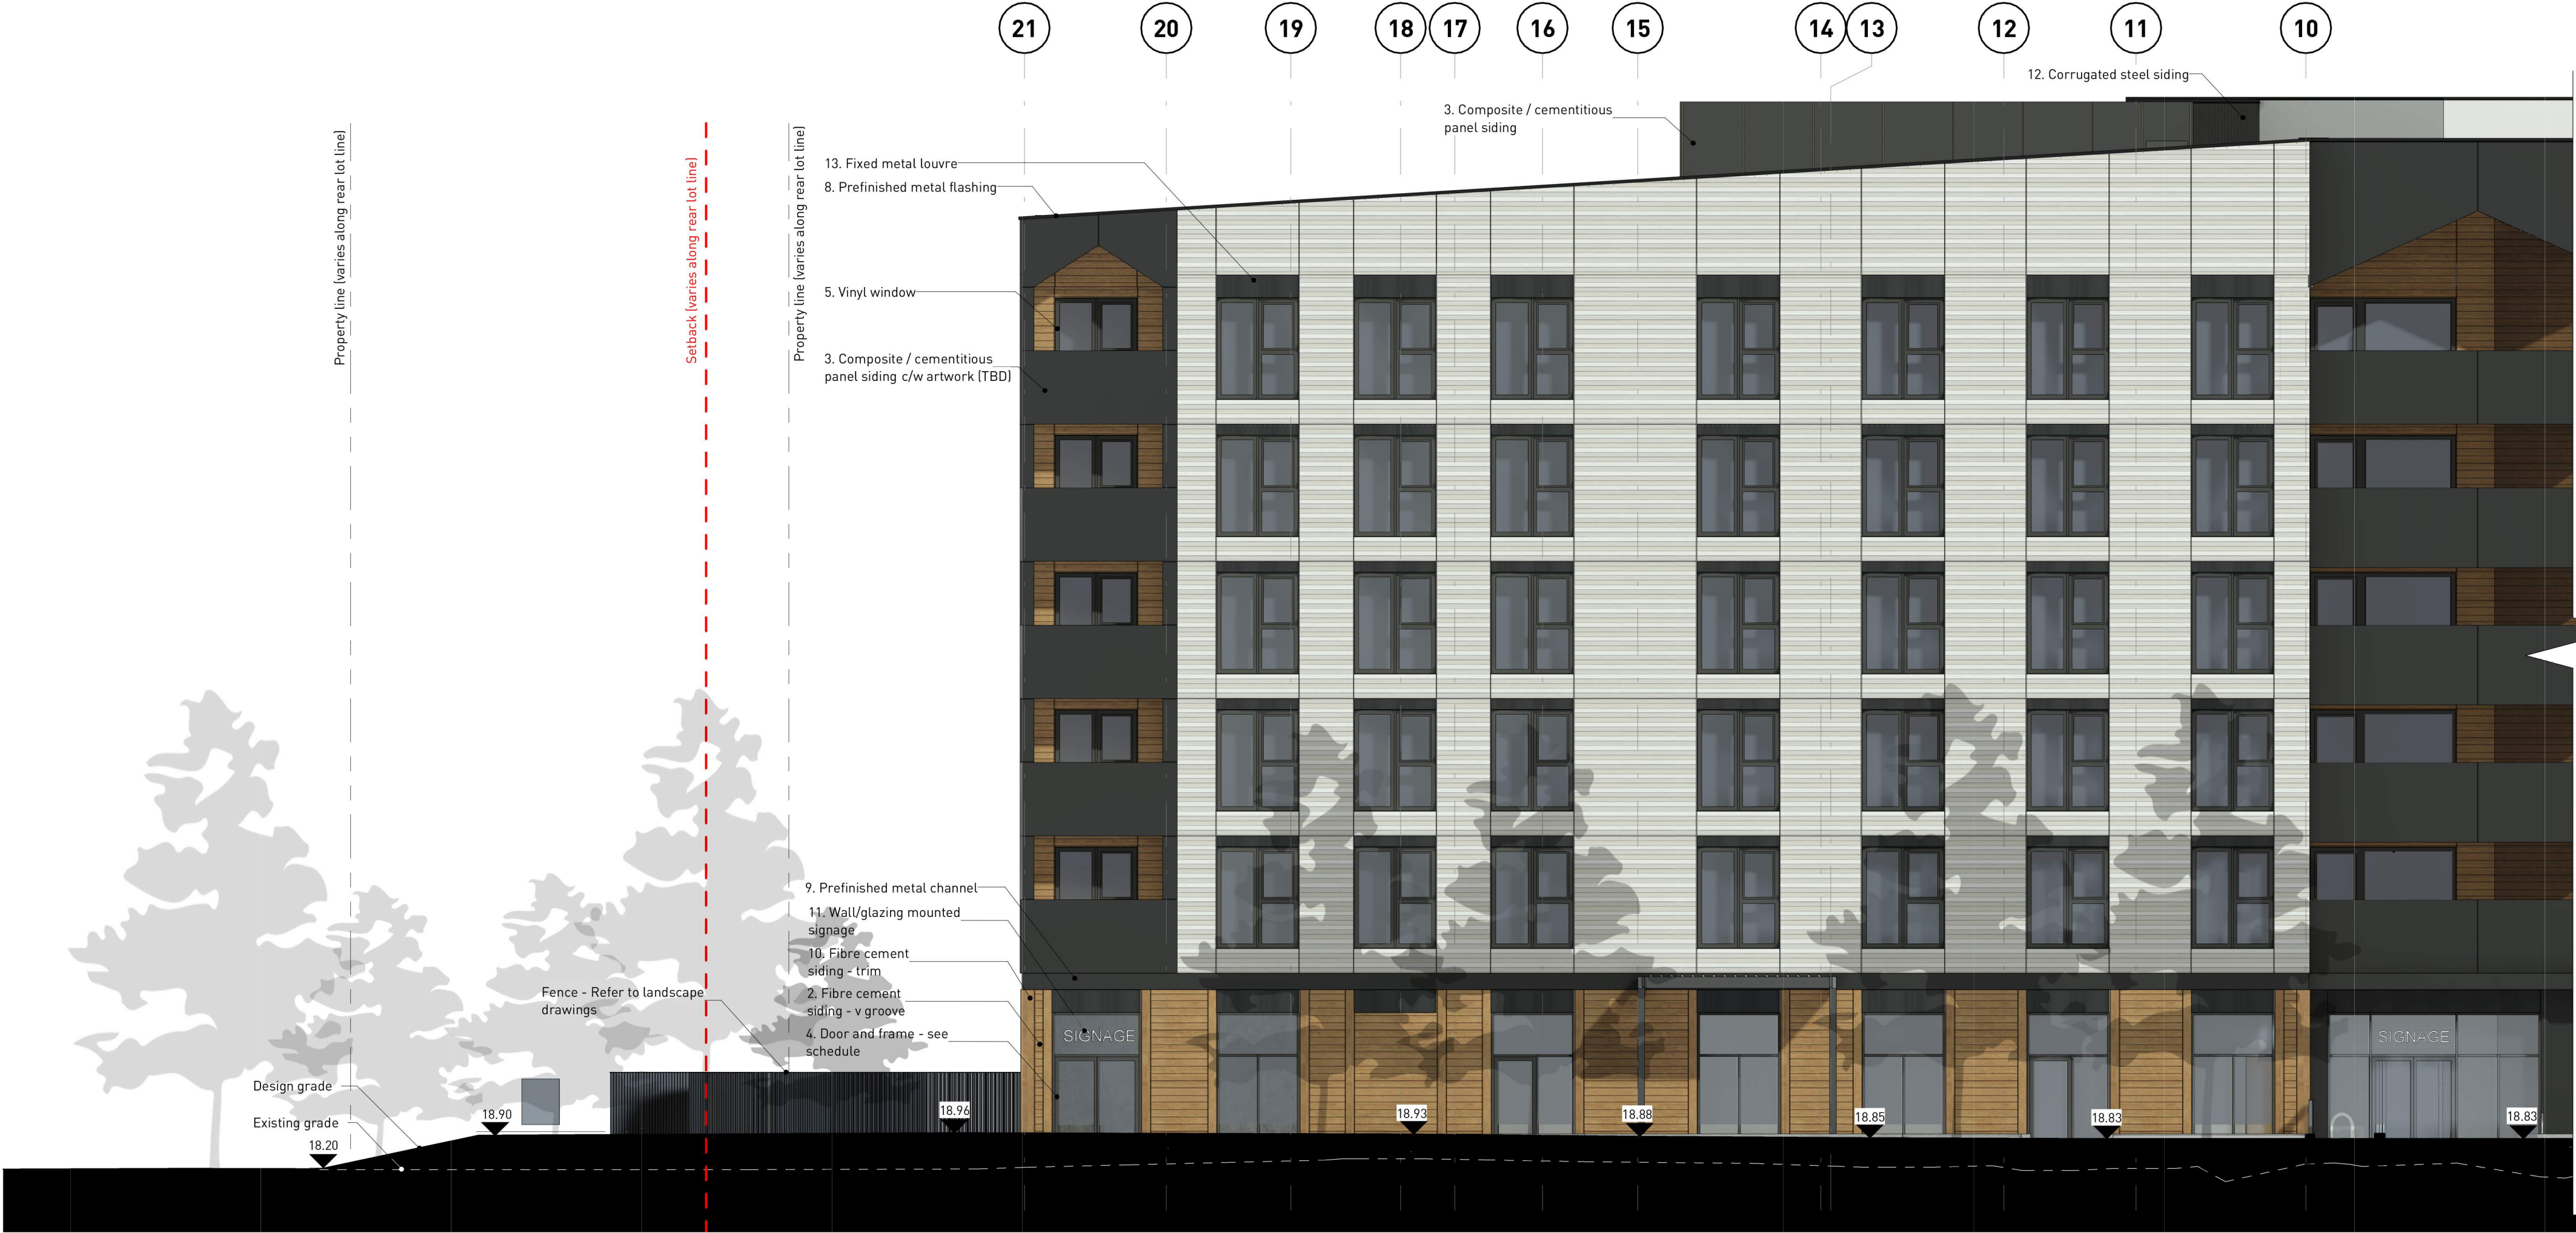 21
20
19
18
17
16
15
14
13
12
11
10
12. Corrugated steel siding
3. Composite / cementitious
panel siding
Property line (varies along rear lot line)
Setback (varies along rear lot line)
Property line (varies along rear lot line)
13. Fixed metal louvre
8. Prefinished metal flashing
5. Vinyl window
3. Composite / cementitious
panel siding c/w artwork (TBD)
9. Prefinished metal channel
11. Wall/glazing mounted
signage
10. Fibre cement
siding - trim
2. Fibre cement
siding - v groove
4. Door and frame - see
schedule
Fence - Refer to landscape
drawings
SIGNAGE
SIGNAGE
Design grade
Existing grade
18.20
18.90
18.96
18.93
18.88
18.85
18.83
18.83